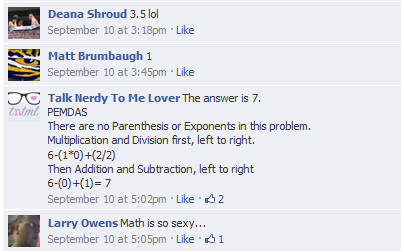 Deana Shroud 3.5 lol
September 10 at 3:18pm · Like
Matt Brumbaugh 1
September 10 at 3:45pm · Like
tntml
Talk Nerdy To Me Lover The answer is 7.
PEMDAS
There are no Parenthesis or Exponents in this problem.
Multiplication and Division first, left to right.
6-(1*0)+(2/2)
Then Addition and Subtraction, left to right
6-(0)+(1)= 7
September 10 at 5:02pm · Like · 2
Larry Owens Math is so sexy...
September 10 at 5:05pm · Like · 1